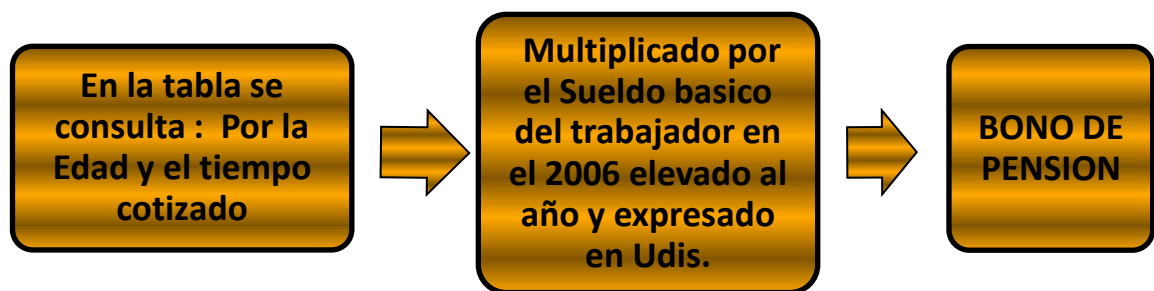 En la tabla se
consulta : Por la
Edad y el tiempo
cotizado
Multiplicado por
el Sueldo basico
del trabajador en
el 2006 elevado al
año y expresado
en Udis.
BONO DE
PENSION